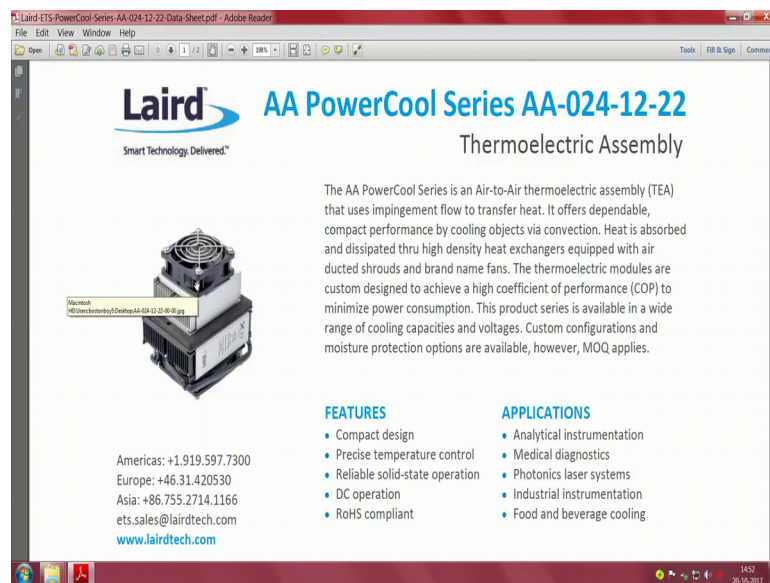 Laird-ETS-PowerCool-Series-AA-024-12-22-Data-Sheet.pdf - Adobe Reader
File Edit View Window Help
Open 1 / 2 198% Tools Fill & Sign Comment
Laird
Smart Technology. Delivered.™
AA PowerCool Series AA-024-12-22
Thermoelectric Assembly
The AA PowerCool Series is an Air-to-Air thermoelectric assembly (TEA)
that uses impingement flow to transfer heat. It offers dependable,
compact performance by cooling objects via convection. Heat is absorbed
and dissipated thru high density heat exchangers equipped with air
ducted shrouds and brand name fans. The thermoelectric modules are
custom designed to achieve a high coefficient of performance (COP) to
minimize power consumption. This product series is available in a wide
range of cooling capacities and voltages. Custom configurations and
moisture protection options are available, however, MOQ applies.
Macintosh
HD:Users:bostonboy5:Desktop:AA-024-12-22-00-00.jpg
Laird
FEATURES
• Compact design
• Precise temperature control
• Reliable solid-state operation
• DC operation
• RoHS compliant
APPLICATIONS
• Analytical instrumentation
• Medical diagnostics
• Photonics laser systems
• Industrial instrumentation
• Food and beverage cooling
Americas: +1.919.597.7300
Europe: +46.31.420530
Asia: +86.755.2714.1166
ets.sales@lairdtech.com
www.lairdtech.com
14:52
20-10-2017